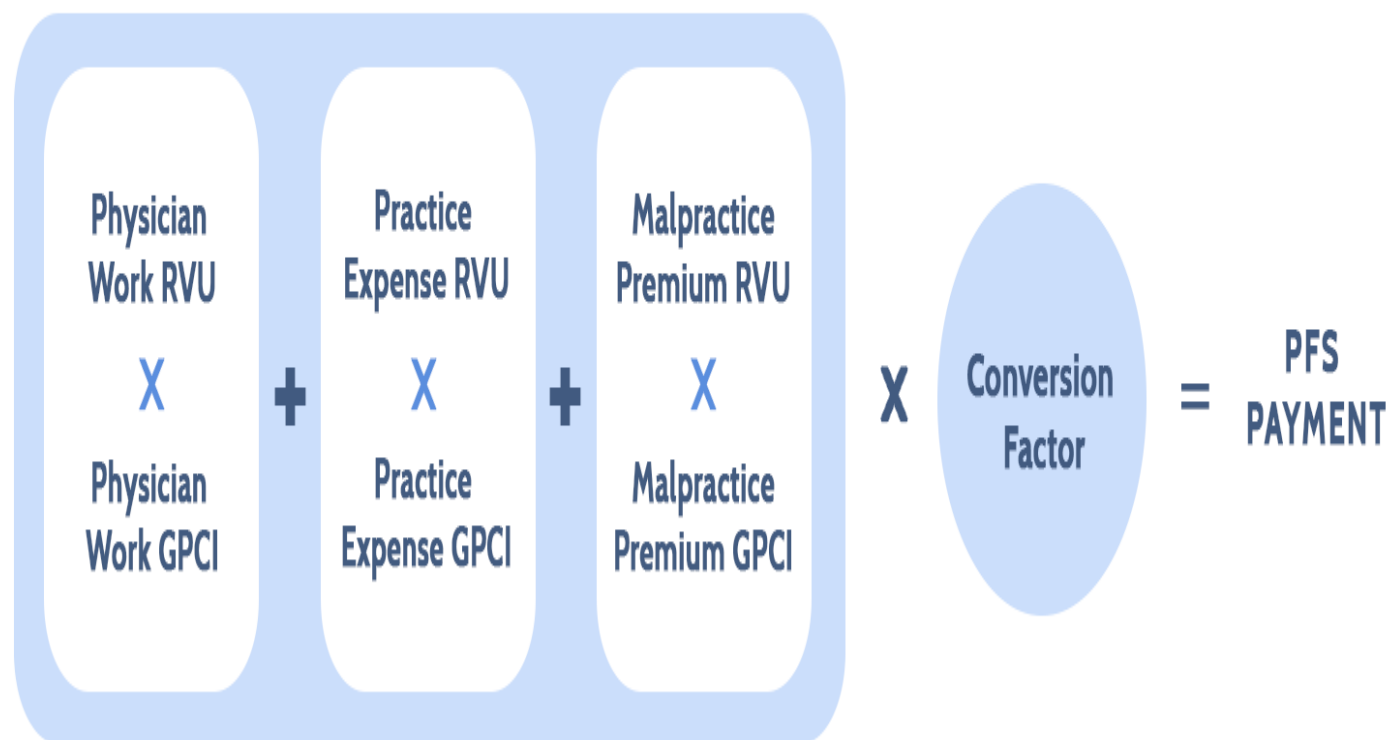 Physician
Work RVU
X
Physician
Work GPCI
+
Practice
Expense RVU
X
Practice
Expense GPCI
+
Malpractice
Premium RVU
X
Malpractice
Premium GPCI
X
Conversion
Factor
=
PFS
PAYMENT